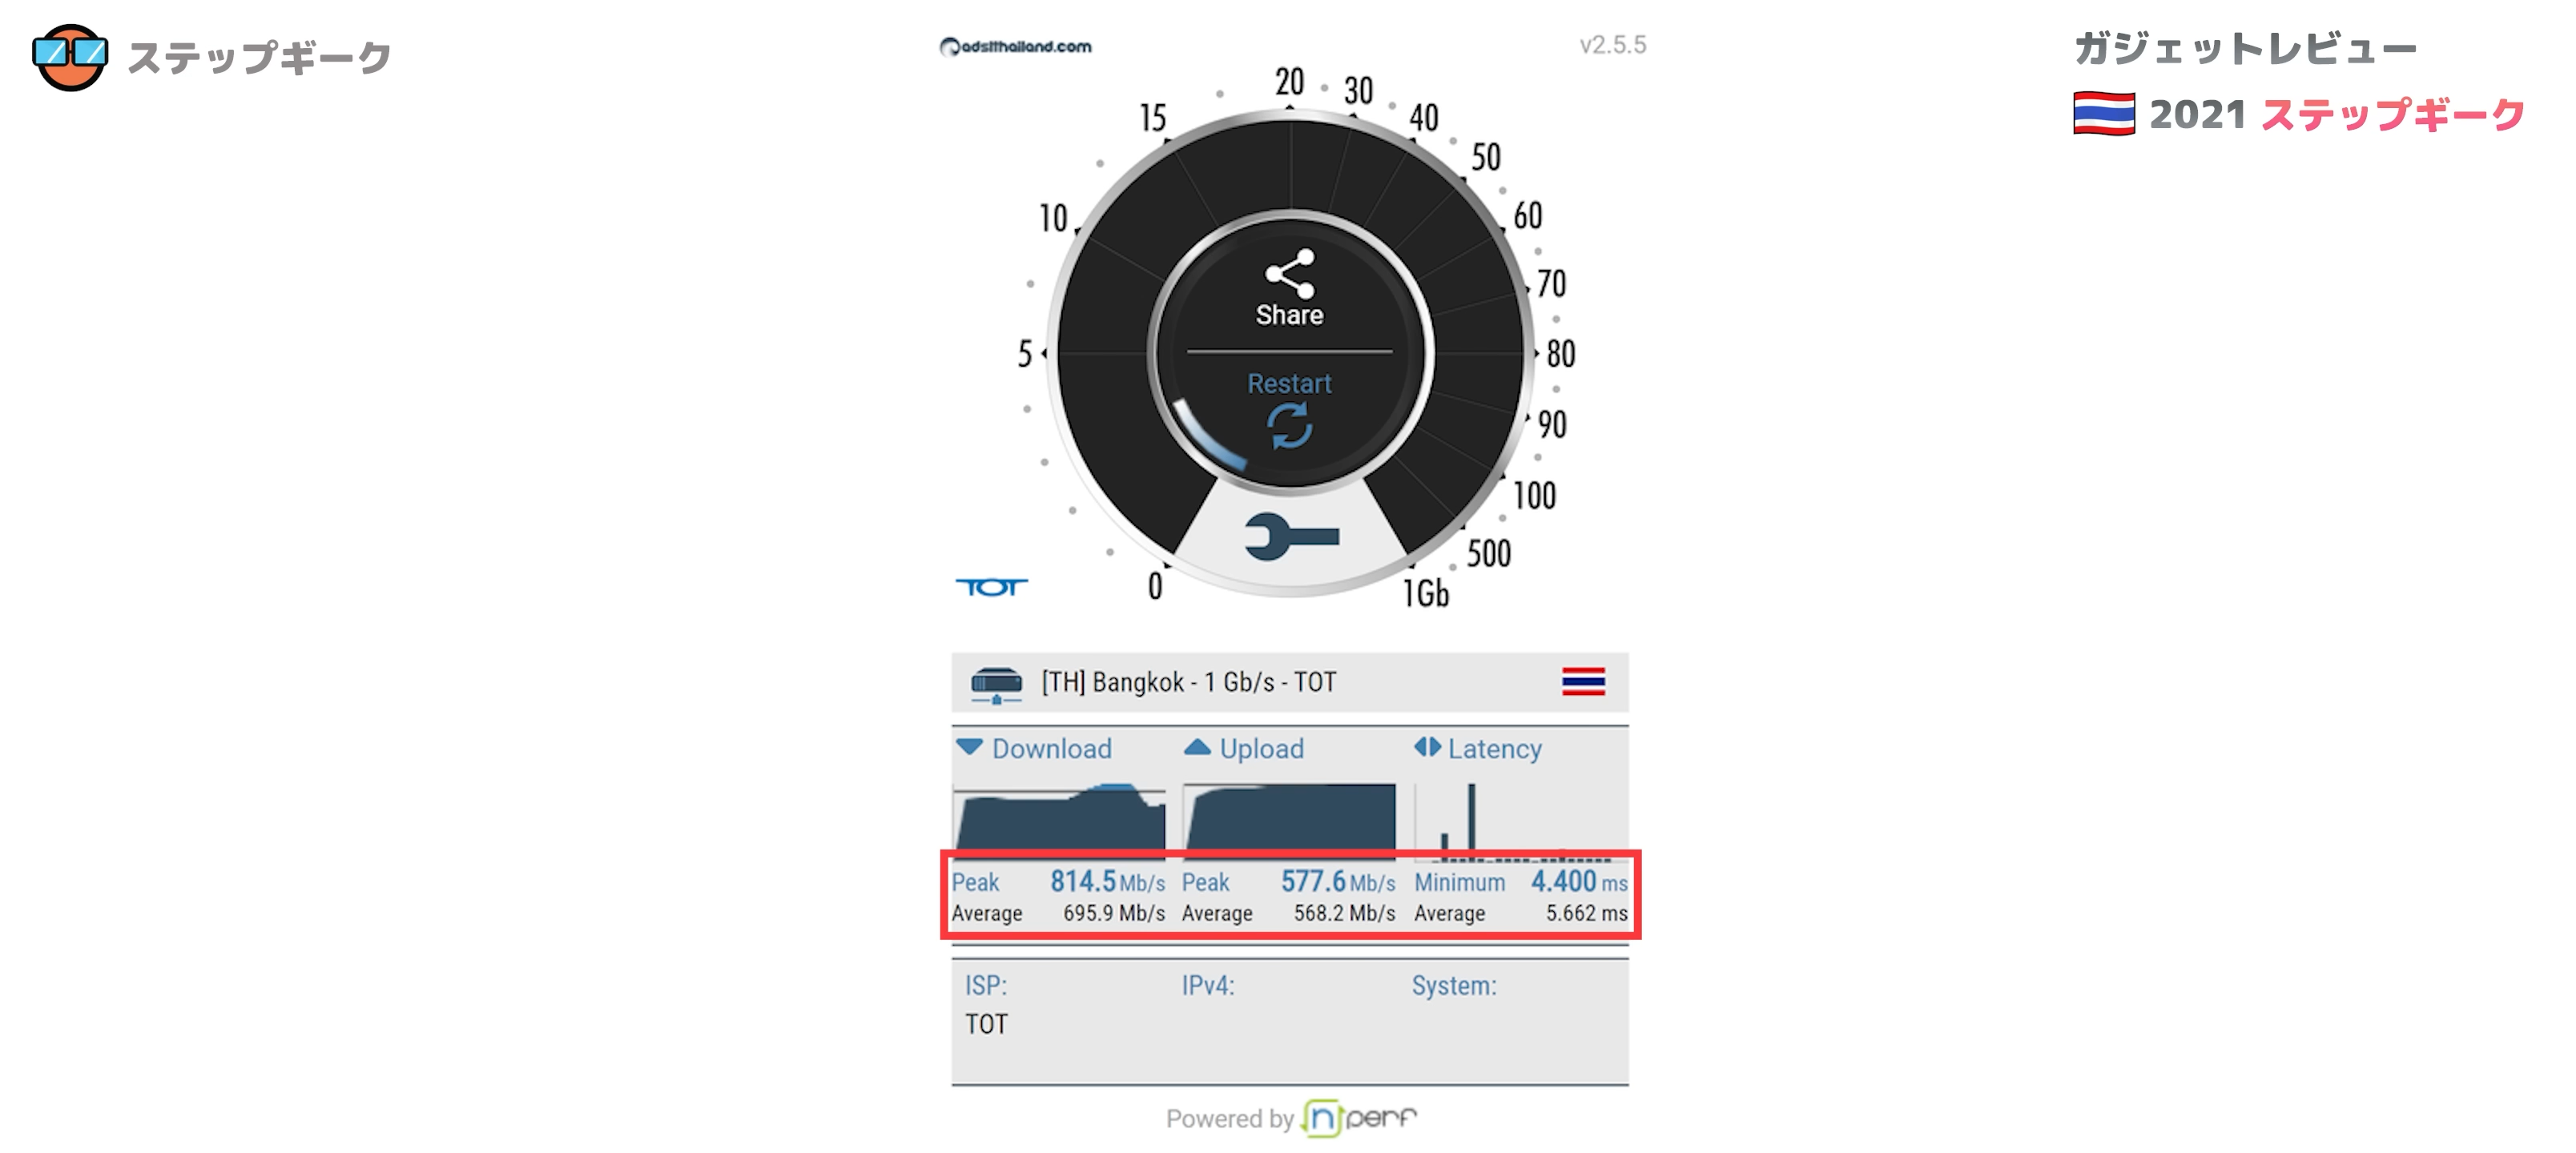 ステップギーク
adslthailand.com
v2.5.5
ガジェットレビュー
2021 ステップギーク
0
5
10
15
20
30
40
50
60
70
80
90
100
500
1Gb
Share
Restart
TOT
[TH] Bangkok - 1 Gb/s - TOT
Download Upload Latency
Peak 814.5 Mb/s Peak 577.6 Mb/s Minimum 4.400 ms
Average 695.9 Mb/s Average 568.2 Mb/s Average 5.662 ms
ISP: IPv4: System:
TOT
Powered by nperf